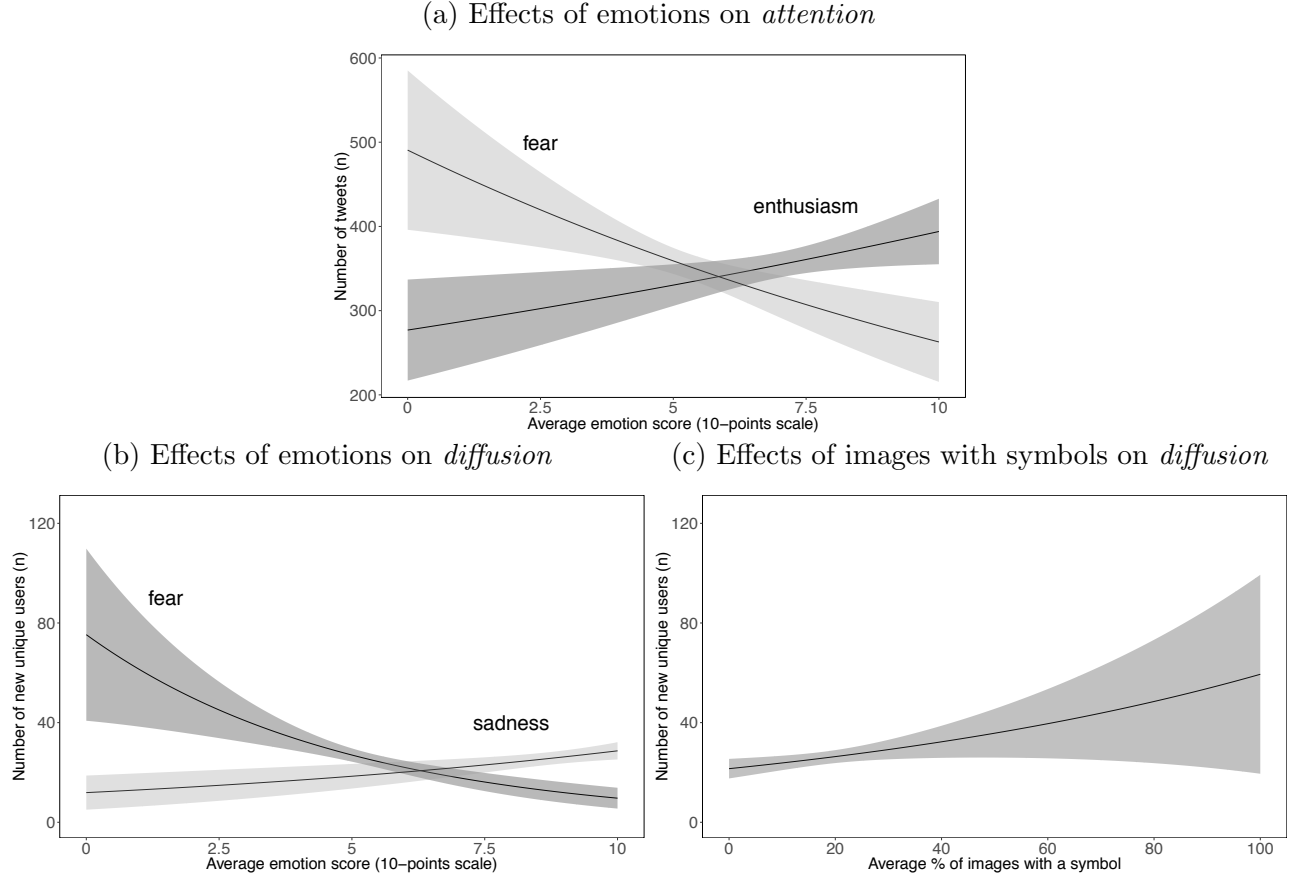 (a) Effects of emotions on attention
600
500
400
300
200
Number of tweets (n)
fear
enthusiasm
0 2.5 5 7.5 10
Average emotion score (10−points scale)
(b) Effects of emotions on diffusion
120
80
40
0
Number of new unique users (n)
fear
sadness
0 2.5 5 7.5 10
Average emotion score (10−points scale)
(c) Effects of images with symbols on diffusion
120
80
40
0
Number of new unique users (n)
0 20 40 60 80 100
Average % of images with a symbol